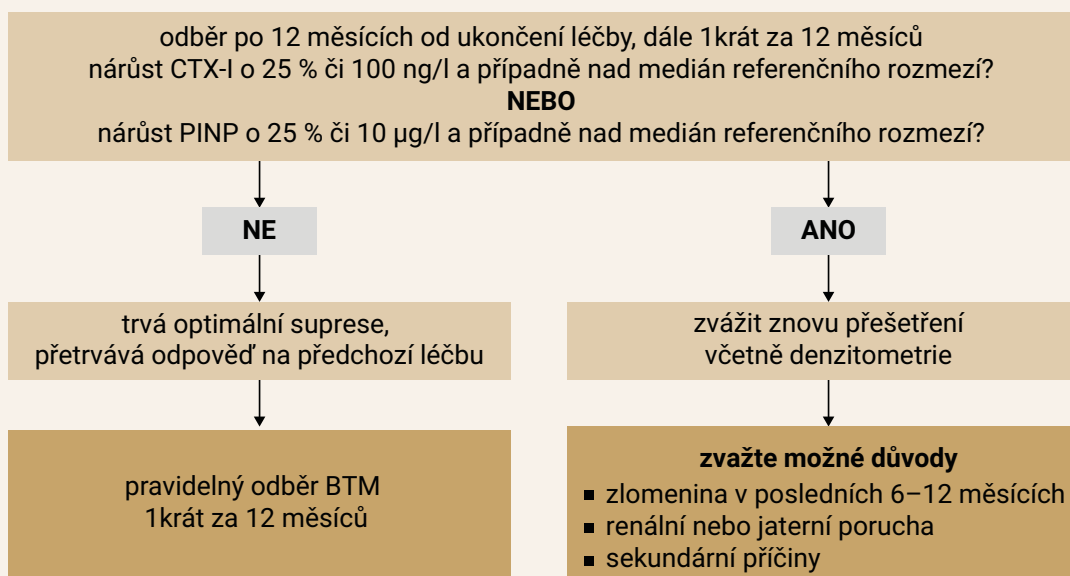 odběr po 12 měsících od ukončení léčby, dále 1krát za 12 měsíců
nárůst CTX-I o 25 % či 100 ng/l a případně nad medián referenčního rozmezí?
NEBO
nárůst PINP o 25 % či 10 µg/l a případně nad medián referenčního rozmezí?
NE
ANO
trvá optimální suprese,
přetrvává odpověď na předchozí léčbu
zvážit znovu přešetření
včetně denzitometrie
pravidelný odběr BTM
1krát za 12 měsíců
zvažte možné důvody
▪ zlomenina v posledních 6–12 měsících
▪ renální nebo jaterní porucha
▪ sekundární příčiny